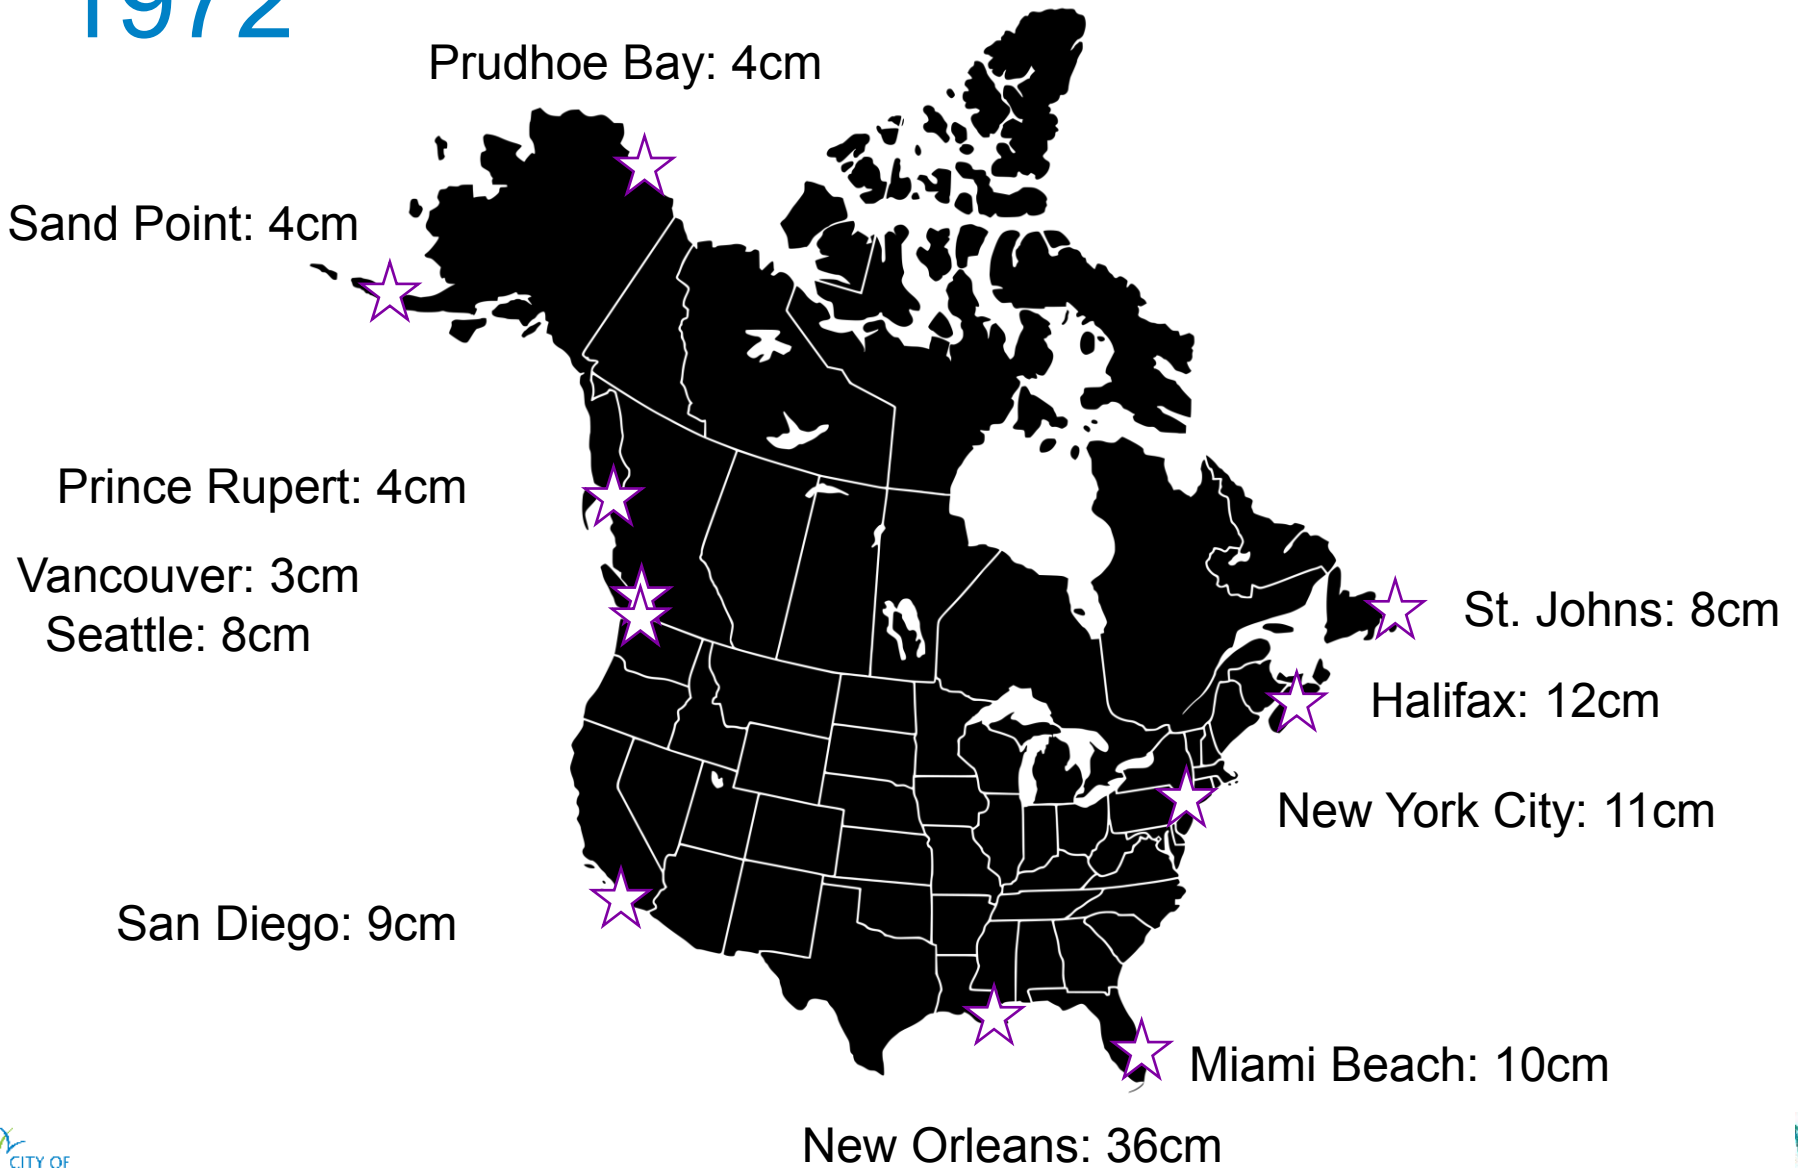 1972
Prudhoe Bay: 4cm
Sand Point: 4cm
Prince Rupert: 4cm
Vancouver: 3cm
Seattle: 8cm
St. Johns: 8cm
Halifax: 12cm
New York City: 11cm
San Diego: 9cm
Miami Beach: 10cm
New Orleans: 36cm
CITY OF